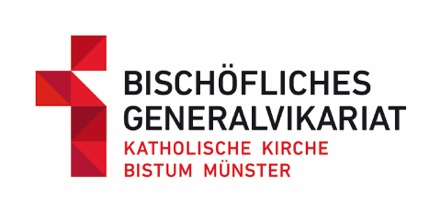 BISCHÖFLICHES
GENERALVIKARIAT
KATHOLISCHE KIRCHE
BISTUM MÜNSTER